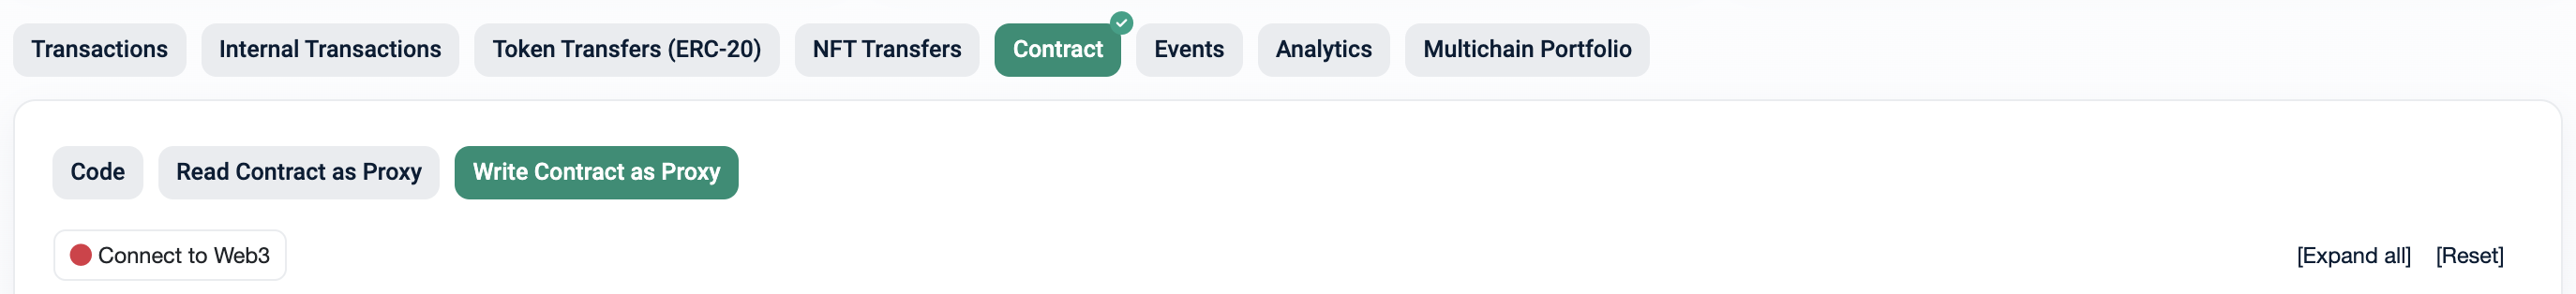 Transactions Internal Transactions Token Transfers (ERC-20) NFT Transfers Contract Events Analytics Multichain Portfolio
Code Read Contract as Proxy Write Contract as Proxy
Connect to Web3 [Expand all] [Reset]